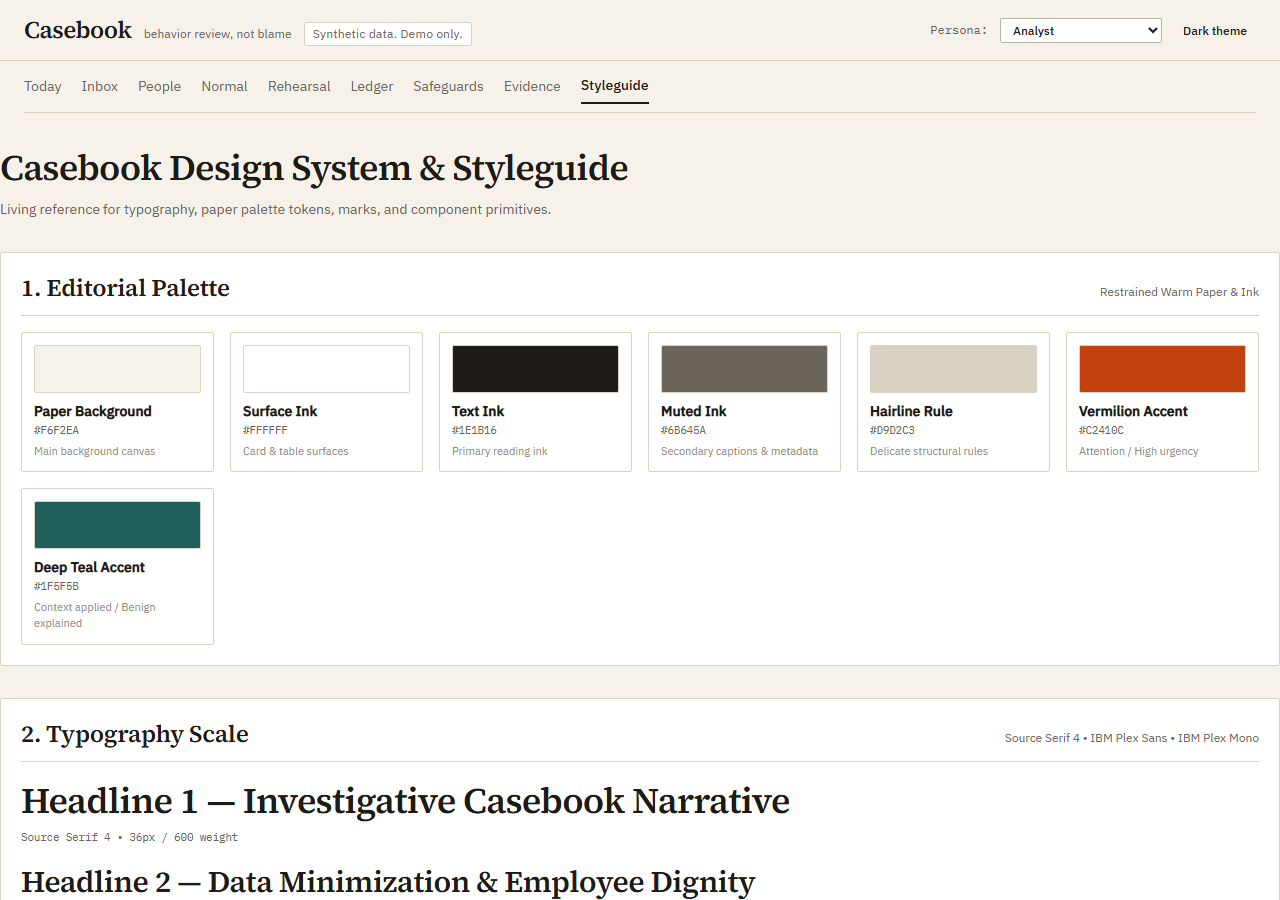 Casebook behavior review, not blame Synthetic data. Demo only. Persona: Analyst Dark theme
Today Inbox People Normal Rehearsal Ledger Safeguards Evidence Styleguide
Casebook Design System & Styleguide
Living reference for typography, paper palette tokens, marks, and component primitives.
1. Editorial Palette
Restrained Warm Paper & Ink
Paper Background
#F6F2EA
Main background canvas
Surface Ink
#FFFFFF
Card & table surfaces
Text Ink
#1E1B16
Primary reading ink
Muted Ink
#6B645A
Secondary captions & metadata
Hairline Rule
#D9D2C3
Delicate structural rules
Vermilion Accent
#C2410C
Attention / High urgency
Deep Teal Accent
#1F5F5B
Context applied / Benign
explained
2. Typography Scale
Source Serif 4 • IBM Plex Sans • IBM Plex Mono
Headline 1 — Investigative Casebook Narrative
Source Serif 4 • 36px / 600 weight
Headline 2 — Data Minimization & Employee Dignity